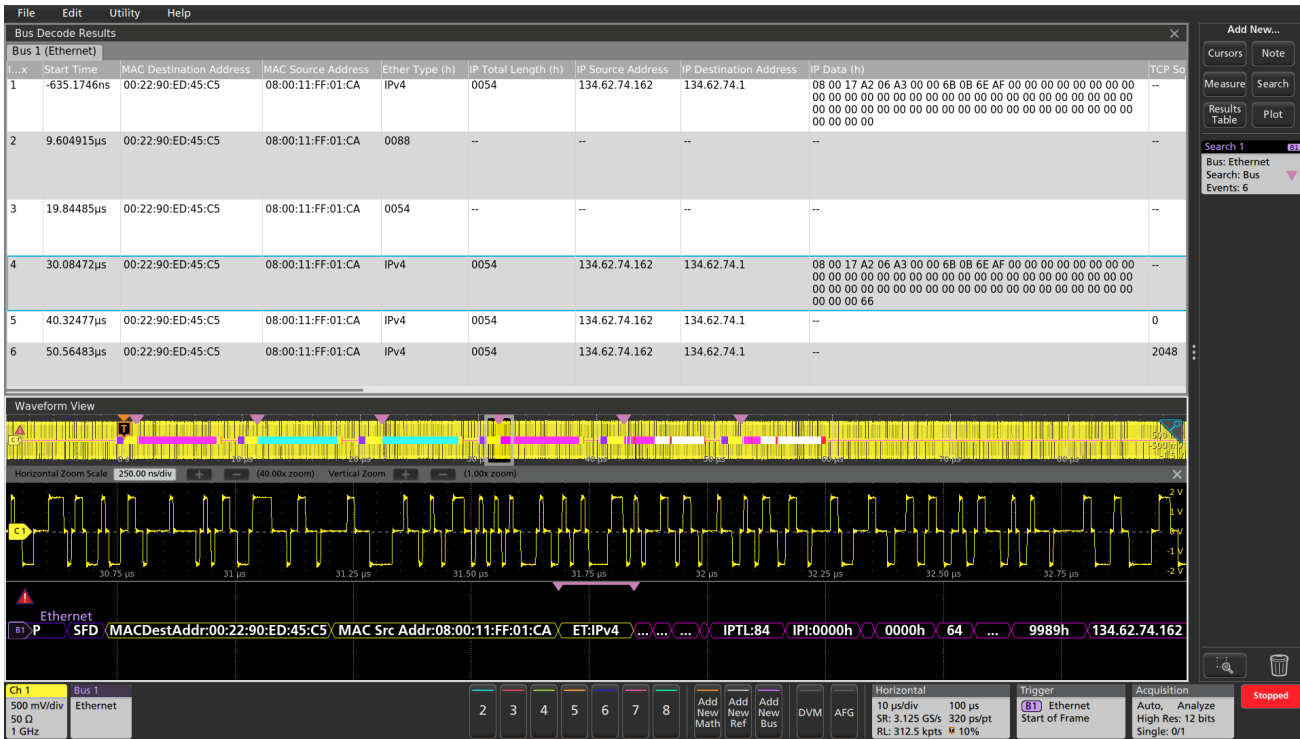 File Edit Utility Help
Bus Decode Results
Bus 1 (Ethernet)
I...x Start Time MAC Destination Address MAC Source Address Ether Type (h) IP Total Length (h) IP Source Address IP Destination Address IP Data (h) TCP So
1 -635.1746ns 00:22:90:ED:45:C5 08:00:11:FF:01:CA IPv4 0054 134.62.74.162 134.62.74.1 08 00 17 A2 06 A3 00 00 6B 0B 6E AF 00 00 00 00 00 00 00 00 --
00 00 00 00 00 00 00 00 00 00 00 00 00 00 00 00 00 00 00 00
00 00 00 00 00 00 00 00 00 00 00 00 00 00 00 00 00 00 00 00
00 00 00 00
2 9.604915µs 00:22:90:ED:45:C5 08:00:11:FF:01:CA 0088 -- -- -- -- --
3 19.84485µs 00:22:90:ED:45:C5 08:00:11:FF:01:CA 0054 -- -- -- -- --
4 30.08472µs 00:22:90:ED:45:C5 08:00:11:FF:01:CA IPv4 0054 134.62.74.162 134.62.74.1 08 00 17 A2 06 A3 00 00 6B 0B 6E AF 00 00 00 00 00 00 00 00 --
00 00 00 00 00 00 00 00 00 00 00 00 00 00 00 00 00 00 00 00
00 00 00 00 00 00 00 00 00 00 00 00 00 00 00 00 00 00 00 00
00 00 00 66
5 40.32477µs 00:22:90:ED:45:C5 08:00:11:FF:01:CA IPv4 0054 134.62.74.162 134.62.74.1 -- 0
6 50.56483µs 00:22:90:ED:45:C5 08:00:11:FF:01:CA IPv4 0054 134.62.74.162 134.62.74.1 -- 2048
Add New...
Cursors Note
Measure Search
Results Table Plot
Search 1 B1
Bus: Ethernet
Search: Bus
Events: 6
Waveform View
T
C1
Horizontal Zoom Scale 250.00 ns/div + − (40.00x zoom) Vertical Zoom + − (1.00x zoom)
2 V
1 V
C1 0 V
-1 V
-2 V
30.75 µs 31 µs 31.25 µs 31.50 µs 31.75 µs 32 µs 32.25 µs 32.50 µs 32.75 µs
Ethernet
B1 P SFD MACDestAddr:00:22:90:ED:45:C5 MAC Src Addr:08:00:11:FF:01:CA ET:IPv4 ... ... ... IPTL:84 IPI:0000h 0000h 64 ... 9989h 134.62.74.162
Ch 1
500 mV/div
50 Ω
1 GHz
Bus 1
Ethernet
2 3 4 5 6 7 8
Add New Math
Add New Ref
Add New Bus
DVM
AFG
Horizontal
10 µs/div 100 µs
SR: 3.125 GS/s 320 ps/pt
RL: 312.5 kpts 10%
Trigger
B1 Ethernet
Start of Frame
Acquisition
Auto, Analyze
High Res: 12 bits
Single: 0/1
Stopped